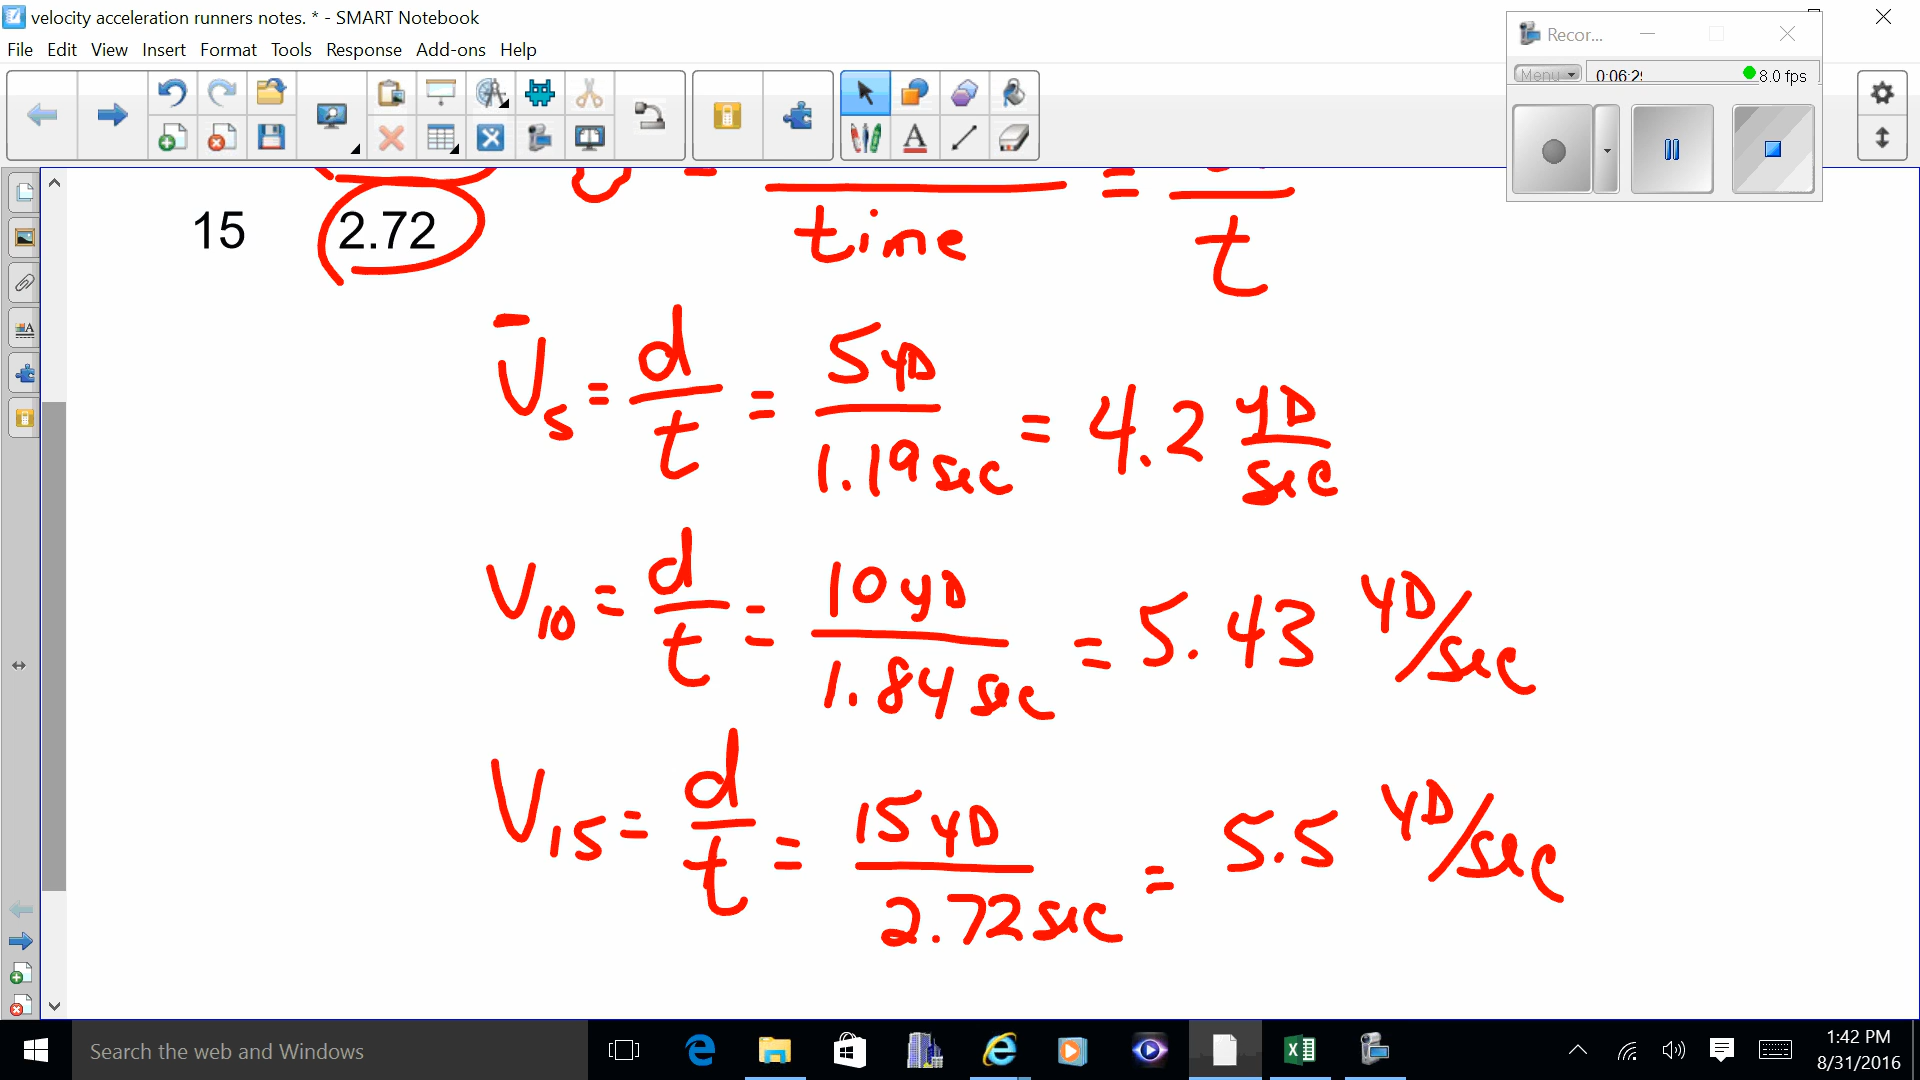 velocity acceleration runners notes. * - SMART Notebook
File Edit View Insert Format Tools Response Add-ons Help
Recor...
Menu 0:06:2 8.0 fps
15 2.72
= time = t
V̄5 = d/t = 5 yD / 1.19 sec = 4.2 yD/sec
V10 = d/t = 10 yD / 1.84 sec = 5.43 yD/sec
V15 = d/t = 15 yD / 2.72 sec = 5.5 yD/sec
Search the web and Windows
1:42 PM
8/31/2016